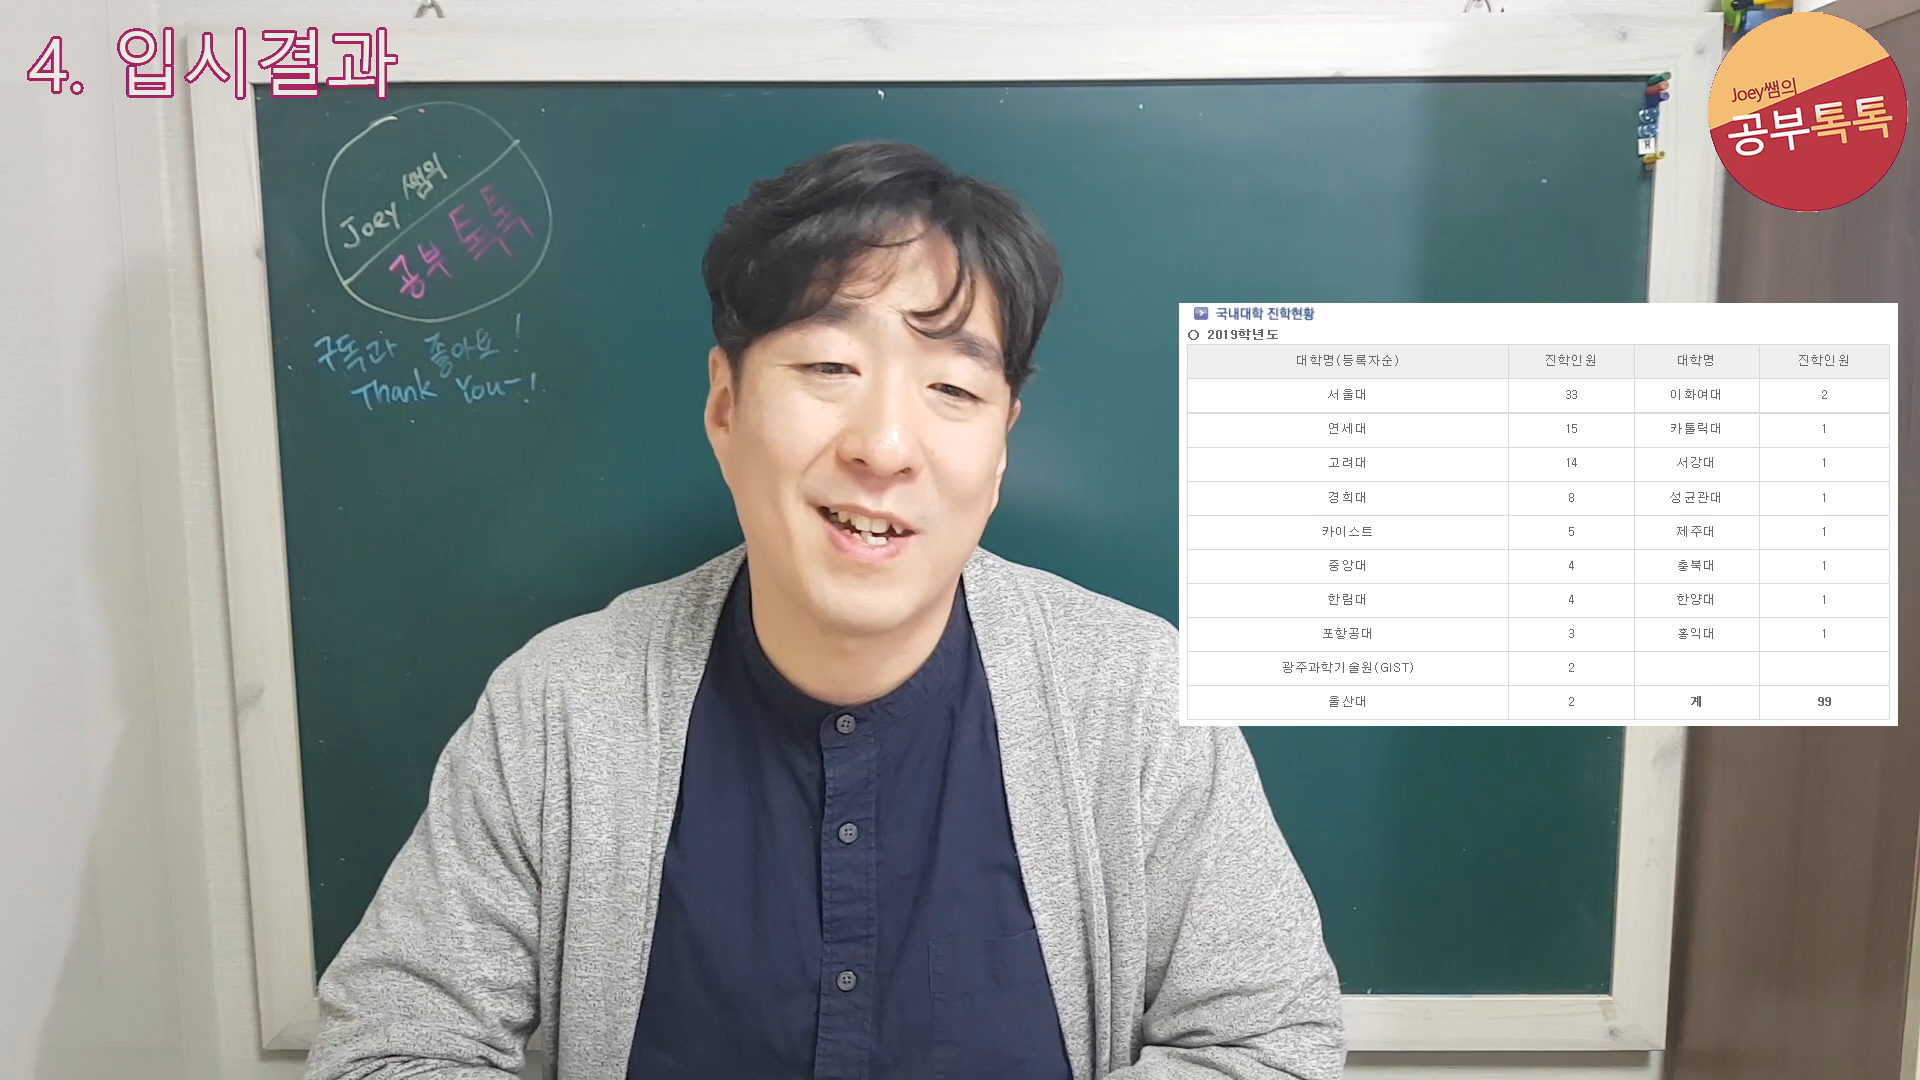 4. 입시결과
Joey쌤의
공부톡톡
Joey쌤의
공부톡톡
구독과 좋아요!
Thank You~!
국내대학 진학현황
○ 2019학년도
대학명(등록자순) 진학인원 대학명 진학인원
서울대 33 이화여대 2
연세대 15 카톨릭대 1
고려대 14 서강대 1
경희대 8 성균관대 1
카이스트 5 제주대 1
중앙대 4 충북대 1
한림대 4 한양대 1
포항공대 3 홍익대 1
광주과학기술원(GIST) 2
울산대 2 계 99